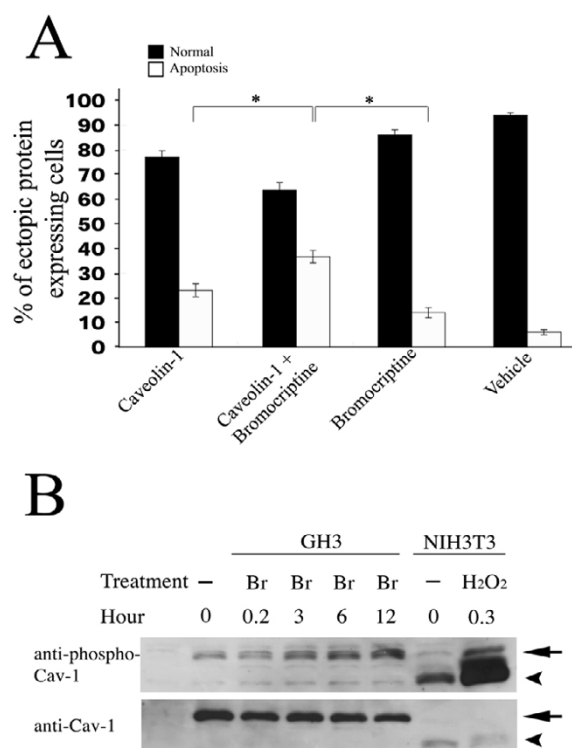 A
Normal
Apoptosis
* *
100
90
80
70
60
50
40
30
20
10
0
% of ectopic protein
expressing cells
Caveolin-1
Caveolin-1 +
Bromocriptine
Bromocriptine
Vehicle
B
GH3 NIH3T3
Treatment – Br Br Br Br – H₂O₂
Hour 0 0.2 3 6 12 0 0.3
anti-phospho-
Cav-1
anti-Cav-1